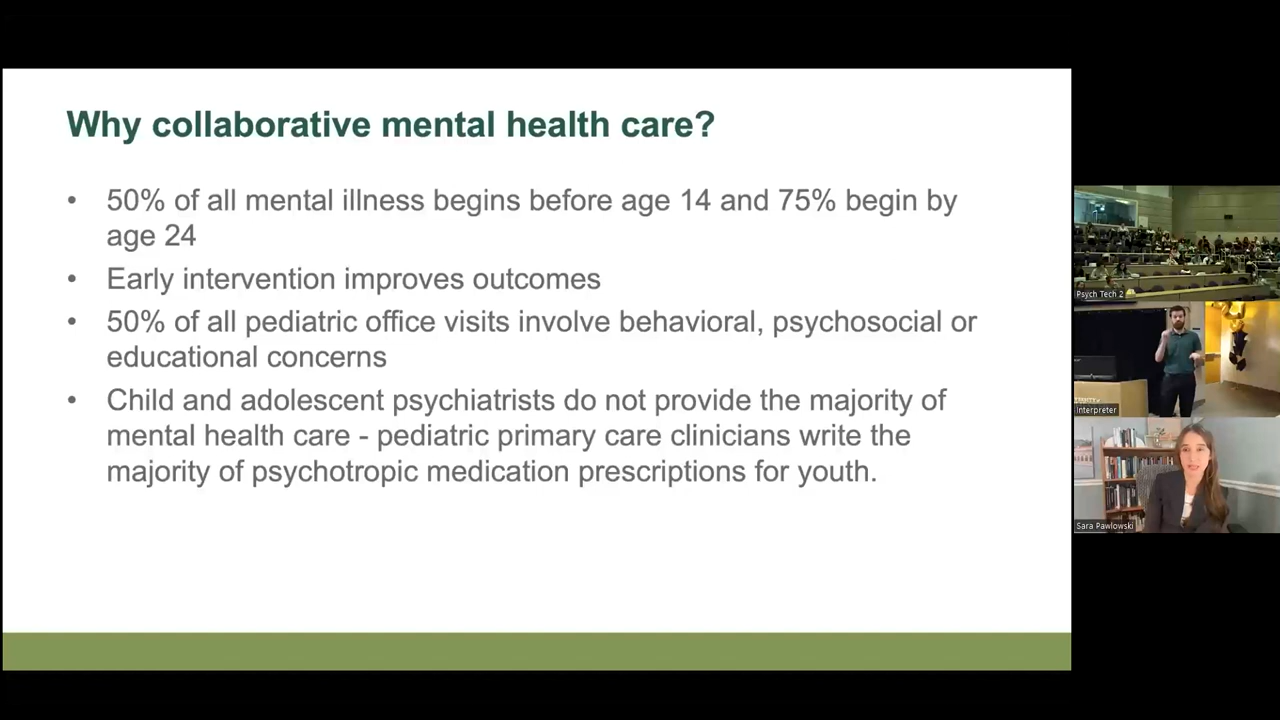 Why collaborative mental health care?
• 50% of all mental illness begins before age 14 and 75% begin by
age 24
• Early intervention improves outcomes
• 50% of all pediatric office visits involve behavioral, psychosocial or
educational concerns
• Child and adolescent psychiatrists do not provide the majority of
mental health care - pediatric primary care clinicians write the
majority of psychotropic medication prescriptions for youth.
Psych Tech 2
Interpreter
Sara Pawlowski